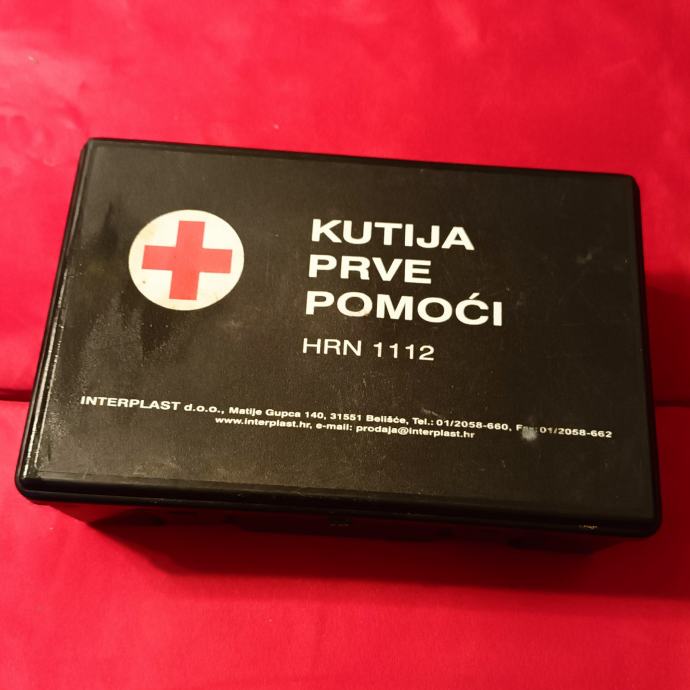 KUTIJA
PRVE
POMOĆI
HRN 1112
INTERPLAST d.o.o., Matije Gupca 140, 31551 Belišće, Tel.: 01/2058-660, Fax: 01/2058-662
www.interplast.hr, e-mail: prodaja@interplast.hr